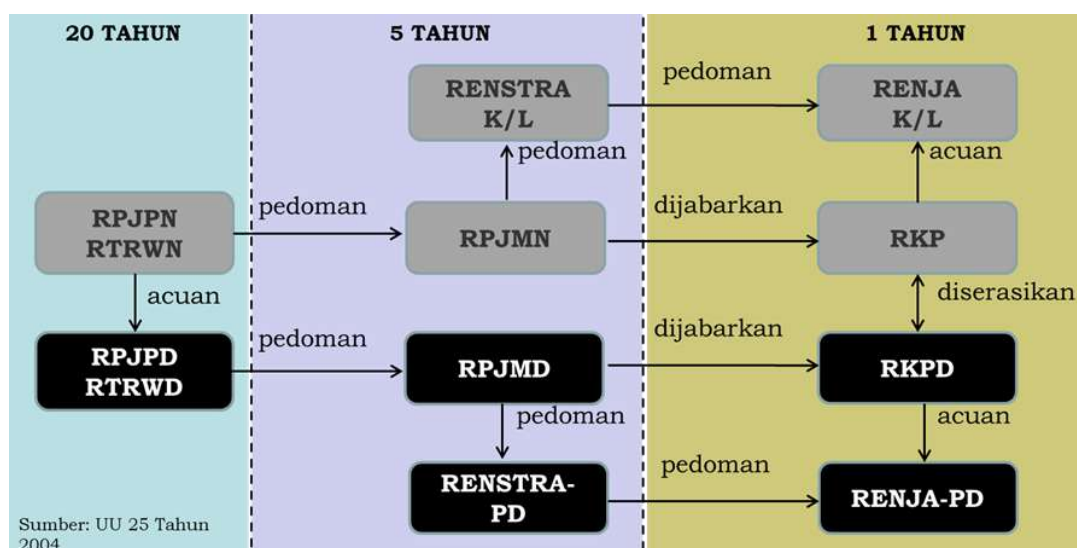 20 TAHUN
5 TAHUN
1 TAHUN
RENSTRA
K/L
pedoman
RENJA
K/L
pedoman
acuan
RPJPN
RTRWN
pedoman
RPJMN
dijabarkan
RKP
acuan
diserasikan
RPJPD
RTRWD
pedoman
RPJMD
dijabarkan
RKPD
pedoman
acuan
RENSTRA-
PD
pedoman
RENJA-PD
Sumber: UU 25 Tahun
2004